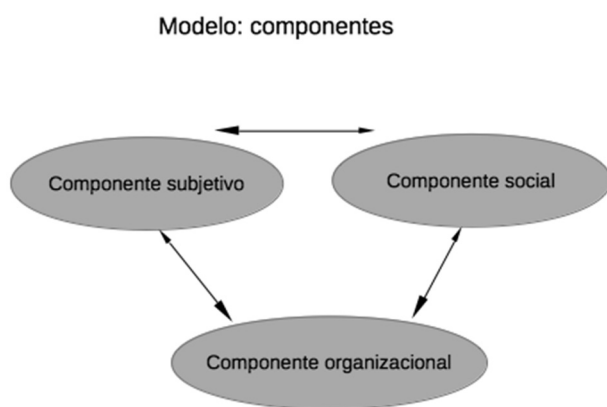 Modelo: componentes
Componente subjetivo
Componente social
Componente organizacional